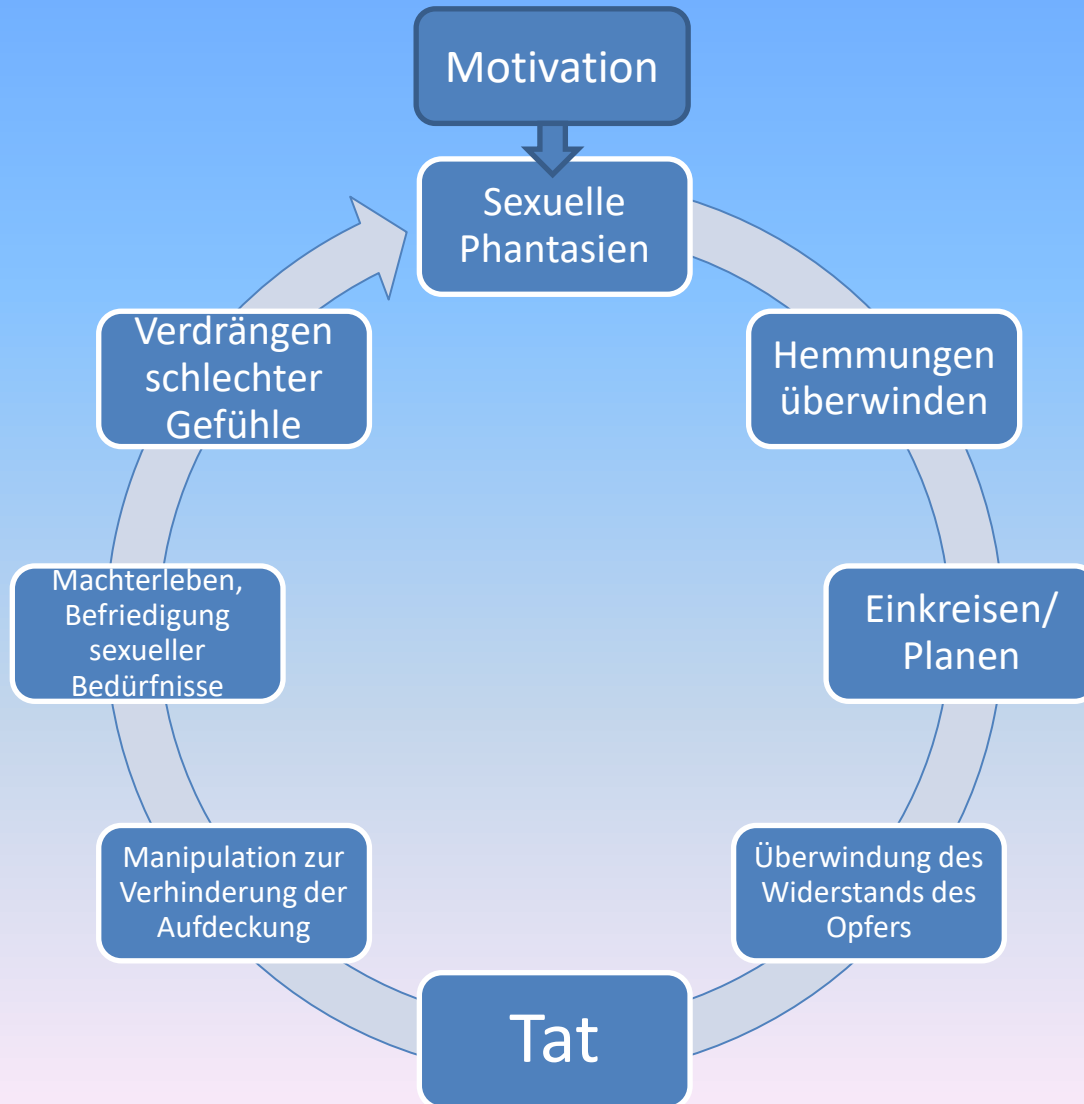 Motivation
Sexuelle
Phantasien
Hemmungen
überwinden
Einkreisen/
Planen
Überwindung des
Widerstands des
Opfers
Tat
Manipulation zur
Verhinderung der
Aufdeckung
Machterleben,
Befriedigung
sexueller
Bedürfnisse
Verdrängen
schlechter
Gefühle